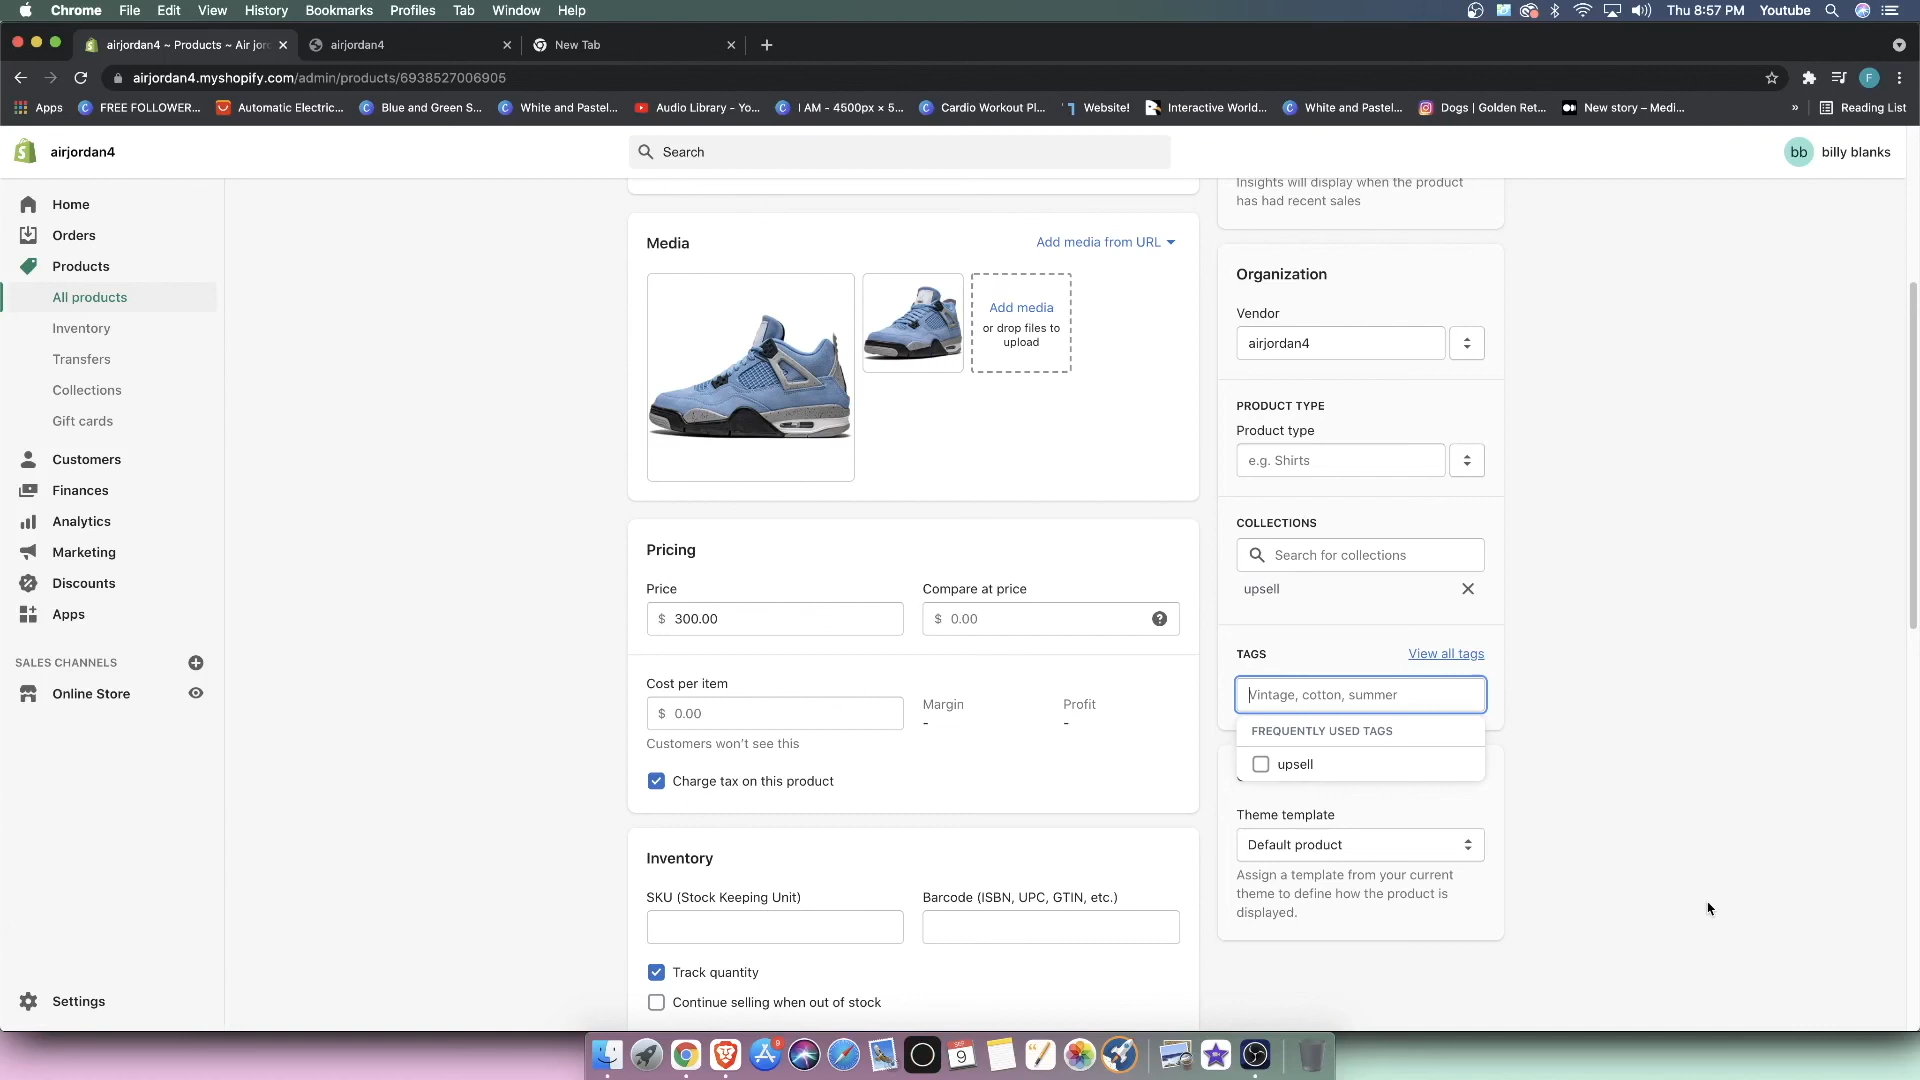 Chrome File Edit View History Bookmarks Profiles Tab Window Help
Thu 8:57 PM Youtube
airjordan4 ~ Products ~ Air jor
airjordan4
New Tab
airjordan4.myshopify.com/admin/products/6938527006905
F
Apps
FREE FOLLOWER...
Automatic Electric...
Blue and Green S...
White and Pastel...
Audio Library - Yo...
I AM - 4500px × 5...
Cardio Workout Pl...
Website!
Interactive World...
White and Pastel...
Dogs | Golden Ret...
New story – Medi...
»
Reading List
airjordan4
Search
bb billy blanks
Home
Orders
Products
All products
Inventory
Transfers
Collections
Gift cards
Customers
Finances
Analytics
Marketing
Discounts
Apps
SALES CHANNELS
Online Store
Settings
Media
Add media from URL
Add media
or drop files to
upload
Pricing
Price
$ 300.00
Compare at price
$ 0.00
Cost per item
$ 0.00
Customers won't see this
Margin
-
Profit
-
Charge tax on this product
Inventory
SKU (Stock Keeping Unit)
Barcode (ISBN, UPC, GTIN, etc.)
Track quantity
Continue selling when out of stock
Insights will display when the product
has had recent sales
Organization
Vendor
airjordan4
PRODUCT TYPE
Product type
e.g. Shirts
COLLECTIONS
Search for collections
upsell
TAGS
View all tags
Vintage, cotton, summer
FREQUENTLY USED TAGS
upsell
Theme template
Default product
Assign a template from your current
theme to define how the product is
displayed.
9
SEP
9